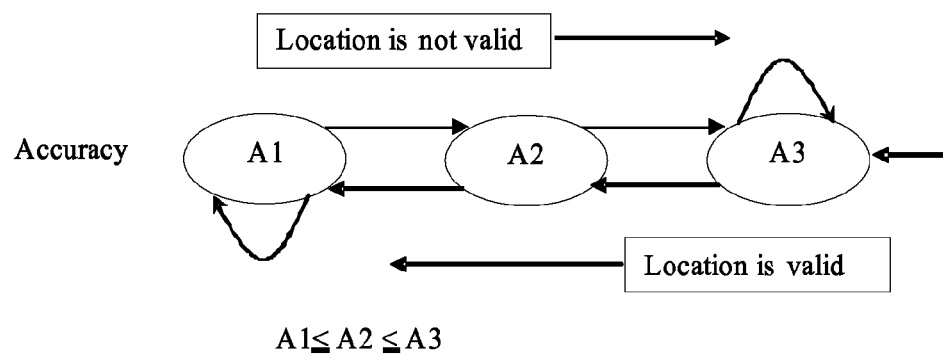 Location is not valid
Accuracy A1 A2 A3
Location is valid
A1≤ A2 ≤ A3